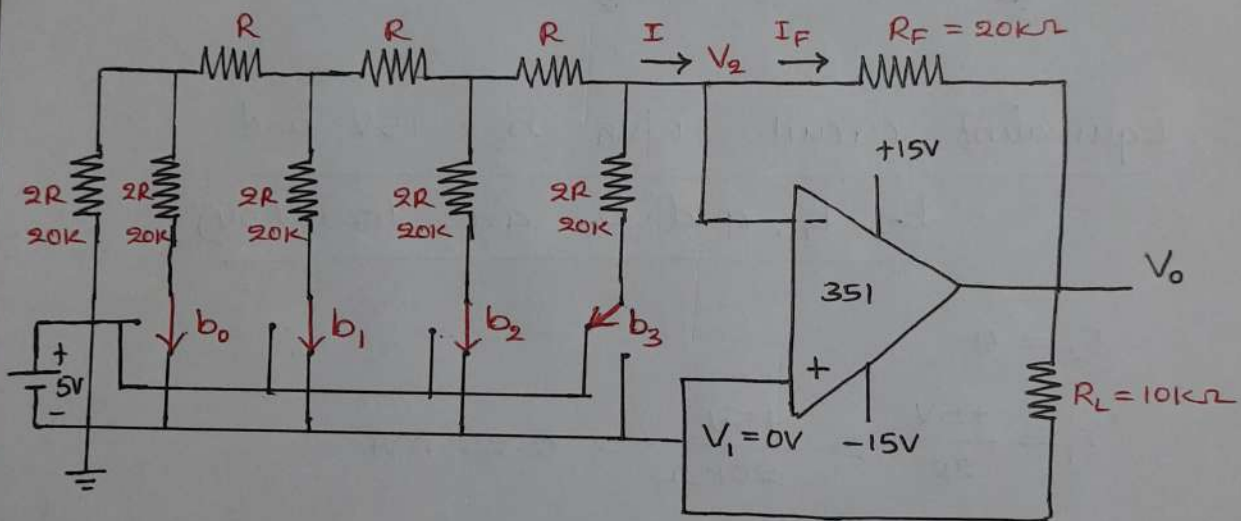 R R R I V2 IF RF = 20KΩ
+15V
2R 2R 2R 2R 2R
20K 20K 20K 20K 20K
-
351
V0
b0 b1 b2 b3
+
5V
-
+
RL = 10KΩ
V1 = 0V -15V